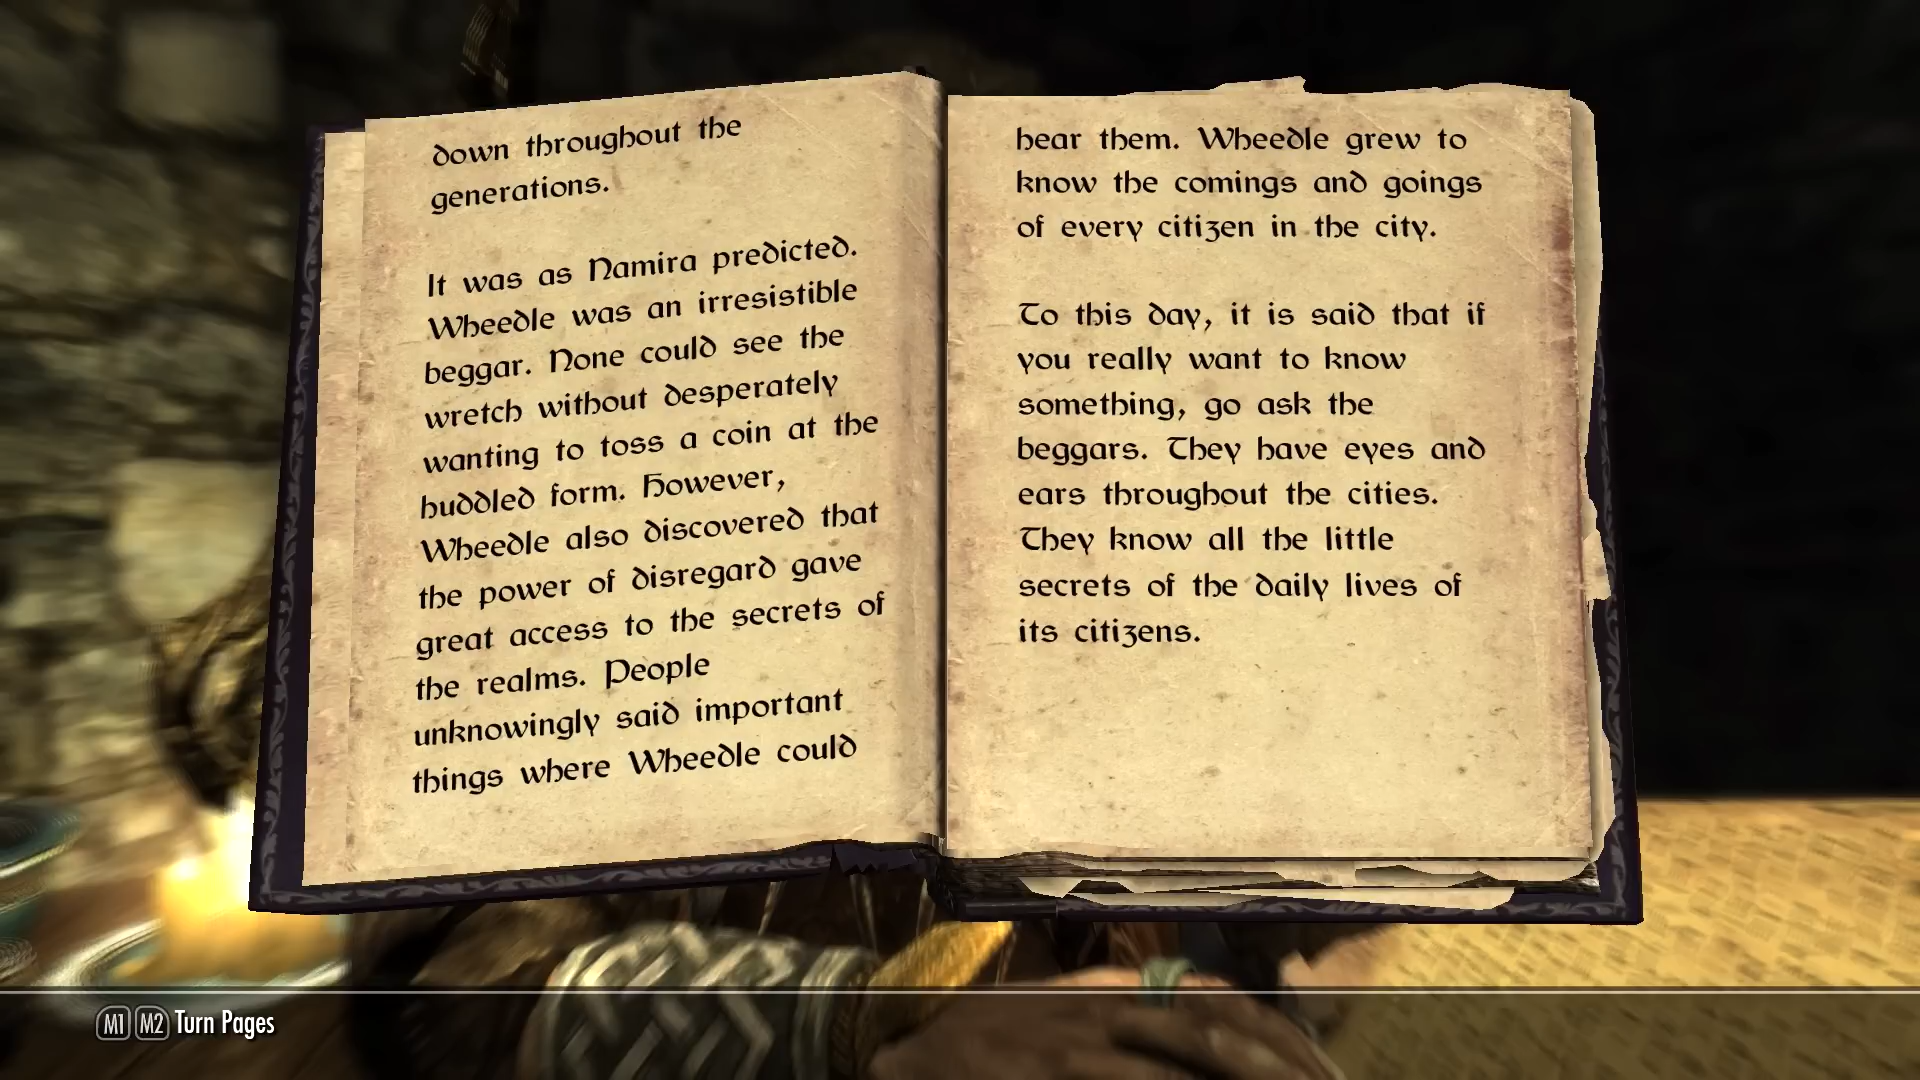 down throughout the
generations.
It was as Namira predicted.
Wheedle was an irresistible
beggar. None could see the
wretch without desperately
wanting to toss a coin at the
huddled form. However,
Wheedle also discovered that
the power of disregard gave
great access to the secrets of
the realms. People
unknowingly said important
things where Wheedle could
hear them. Wheedle grew to
know the comings and goings
of every citizen in the city.
To this day, it is said that if
you really want to know
something, go ask the
beggars. They have eyes and
ears throughout the cities.
They know all the little
secrets of the daily lives of
its citizens.
M1 M2 Turn Pages